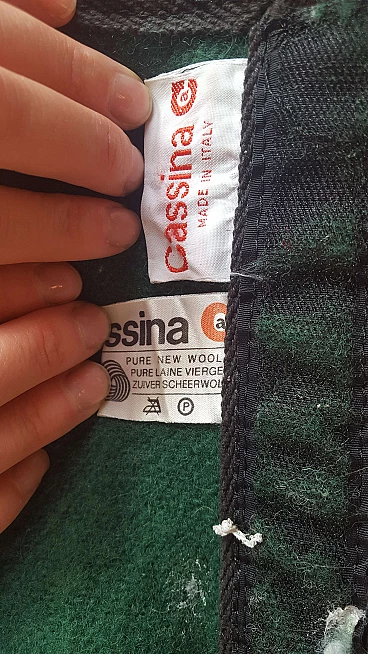 cassina a
MADE IN ITALY
ssina a
PURE NEW WOOL
PURE LAINE VIERGE
ZUIVER SCHEERWOL
P